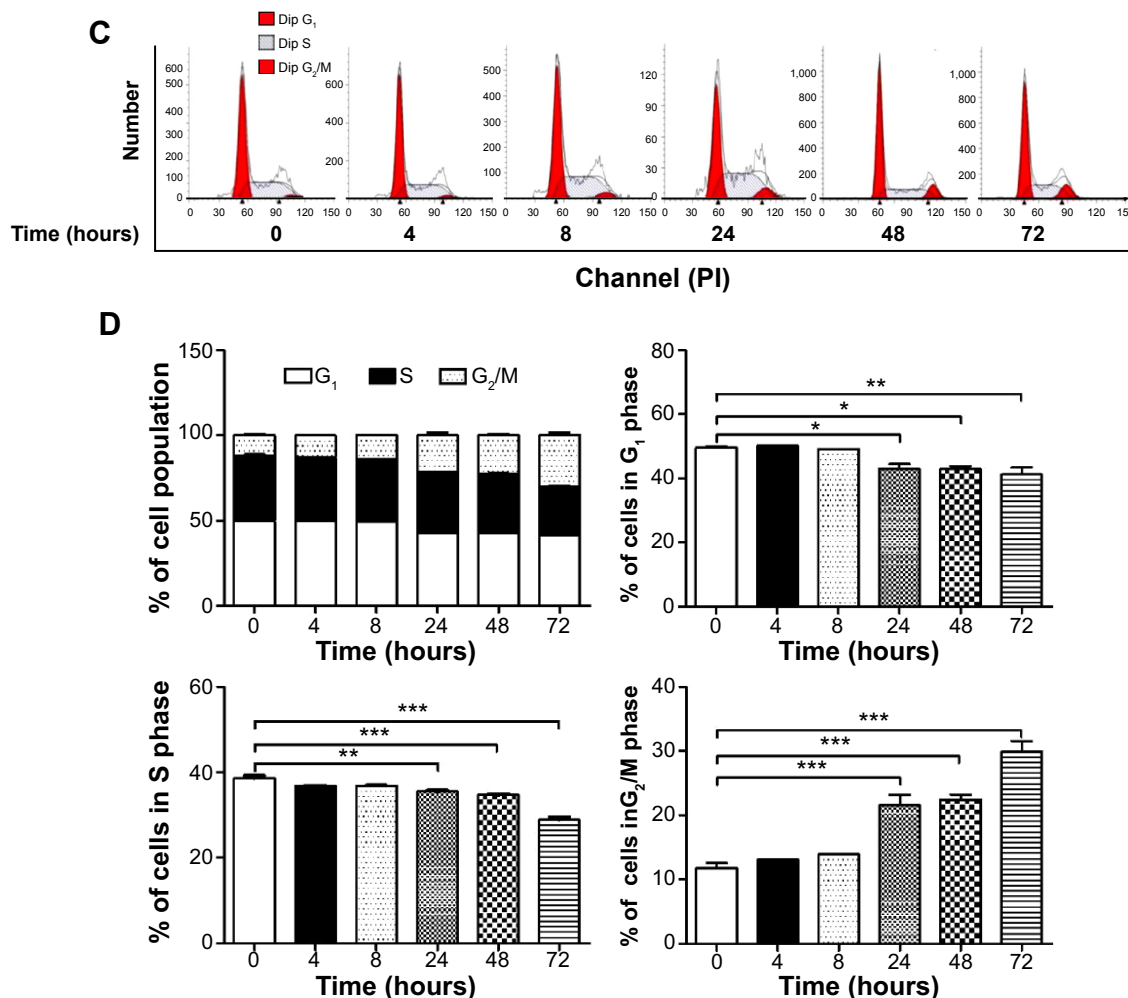 C
Dip G1
Dip S
Dip G2/M
Number
600
500
400
300
200
100
0
0 30 60 90 120 150
600
400
200
0
0 30 60 90 120 150
500
400
300
200
100
0
0 30 60 90 120 150
120
90
60
30
0
0 30 60 90 120 150
1,000
800
600
400
200
0
0 30 60 90 120 150
1,000
800
600
400
200
0
0 30 60 90 120 150
Time (hours) 0 4 8 24 48 72
Channel (PI)
D
% of cell population
150
100
50
0
G1 S G2/M
0 4 8 24 48 72
Time (hours)
% of cells in G1 phase
80
60
40
20
0
**
*
*
0 4 8 24 48 72
Time (hours)
% of cells in S phase
60
40
20
0
***
***
**
0 4 8 24 48 72
Time (hours)
% of cells inG2/M phase
40
30
20
10
0
***
***
***
0 4 8 24 48 72
Time (hours)